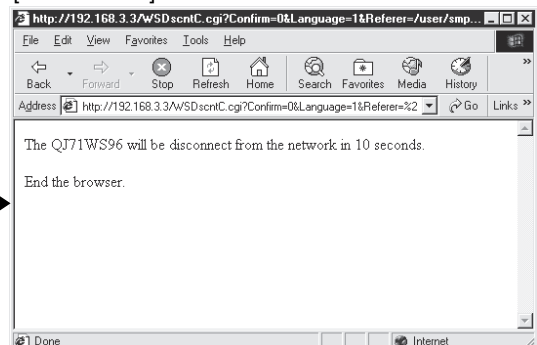 http://192.168.3.3/WSDscntC.cgi?Confirm=0&Language=1&Referer=/user/smp...
File Edit View Favorites Tools Help
Back Forward Stop Refresh Home Search Favorites Media History »
Address http://192.168.3.3/WSDscntC.cgi?Confirm=0&Language=1&Referer=%2 Go Links »
The QJ71WS96 will be disconnect from the network in 10 seconds.
End the browser.
Done Internet